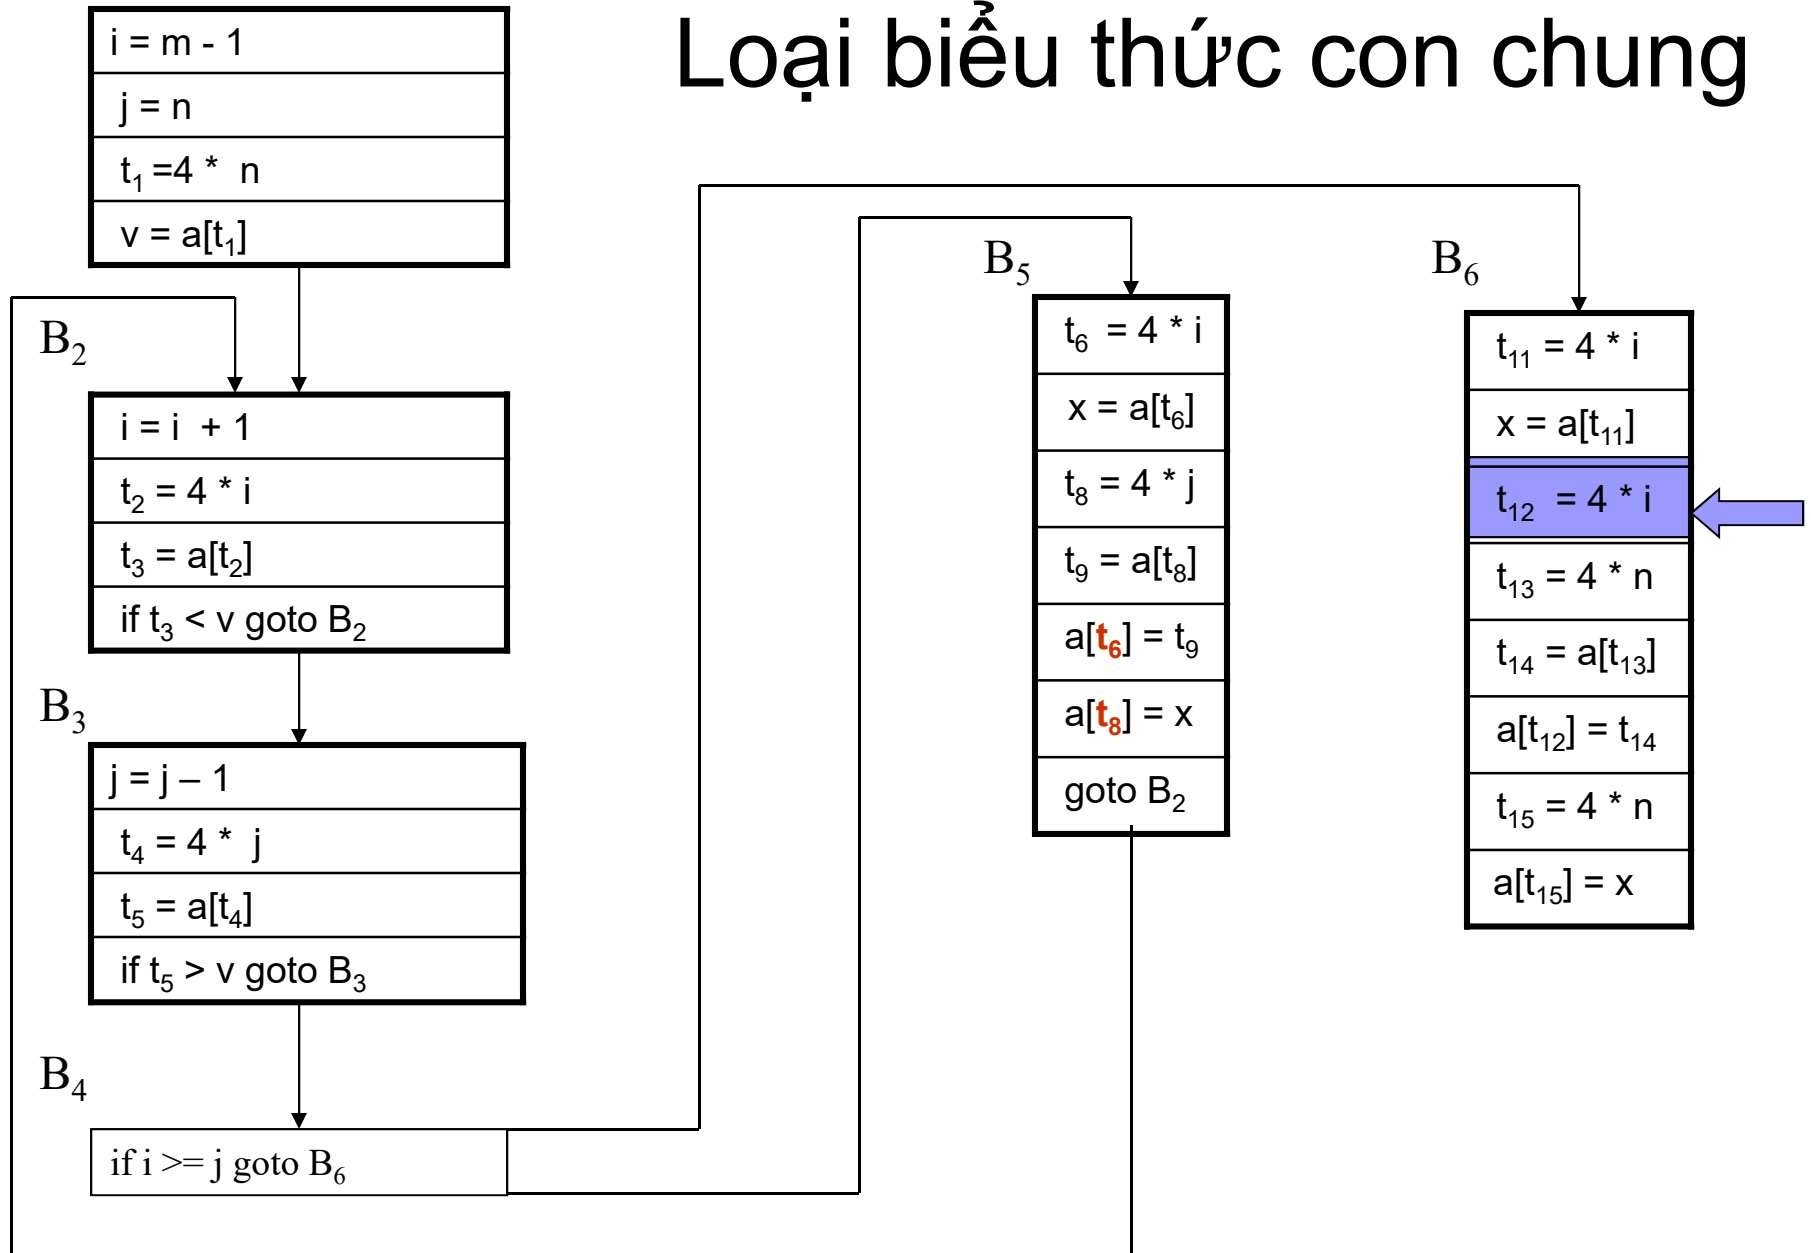 Loại biểu thức con chung
i = m - 1
j = n
t₁ =4 * n
v = a[t₁]
B₂
i = i + 1
t₂ = 4 * i
t₃ = a[t₂]
if t₃ < v goto B₂
B₃
j = j – 1
t₄ = 4 * j
t₅ = a[t₄]
if t₅ > v goto B₃
B₄
if i >= j goto B₆
B₅
t₆ = 4 * i
x = a[t₆]
t₈ = 4 * j
t₉ = a[t₈]
a[t₆] = t₉
a[t₈] = x
goto B₂
B₆
t₁₁ = 4 * i
x = a[t₁₁]
t₁₂ = 4 * i
t₁₃ = 4 * n
t₁₄ = a[t₁₃]
a[t₁₂] = t₁₄
t₁₅ = 4 * n
a[t₁₅] = x